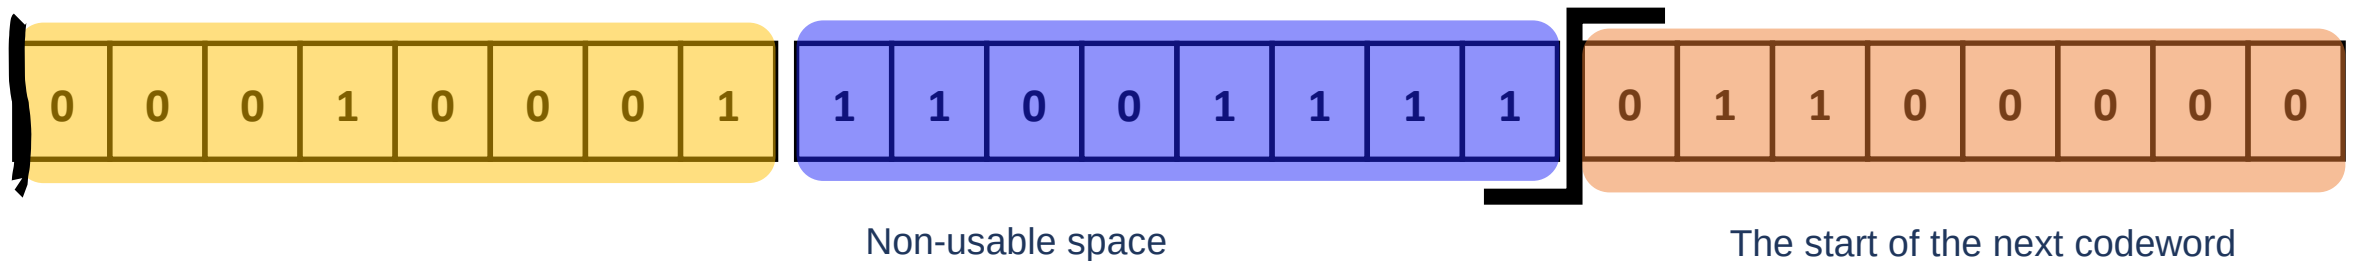 0 0 0 1 0 0 0 1 1 1 0 0 1 1 1 1 0 1 1 0 0 0 0 0
Non-usable space The start of the next codeword